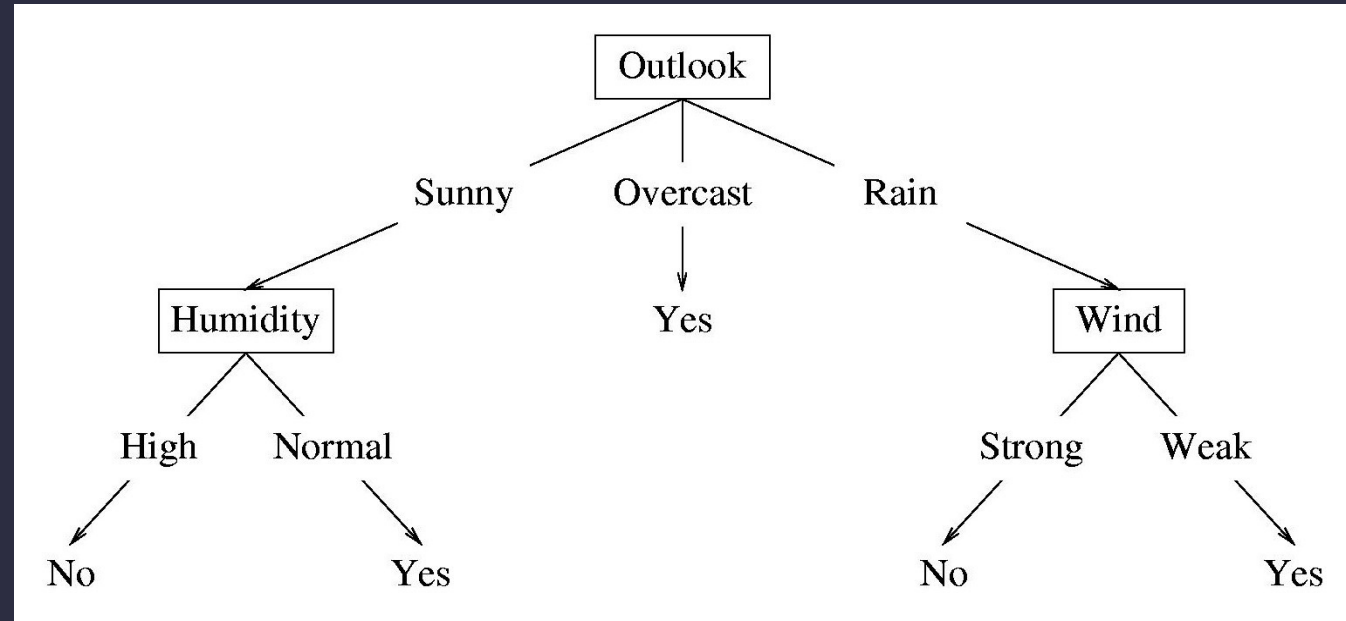 Outlook
Sunny Overcast Rain
Humidity Yes Wind
High Normal Strong Weak
No Yes No Yes